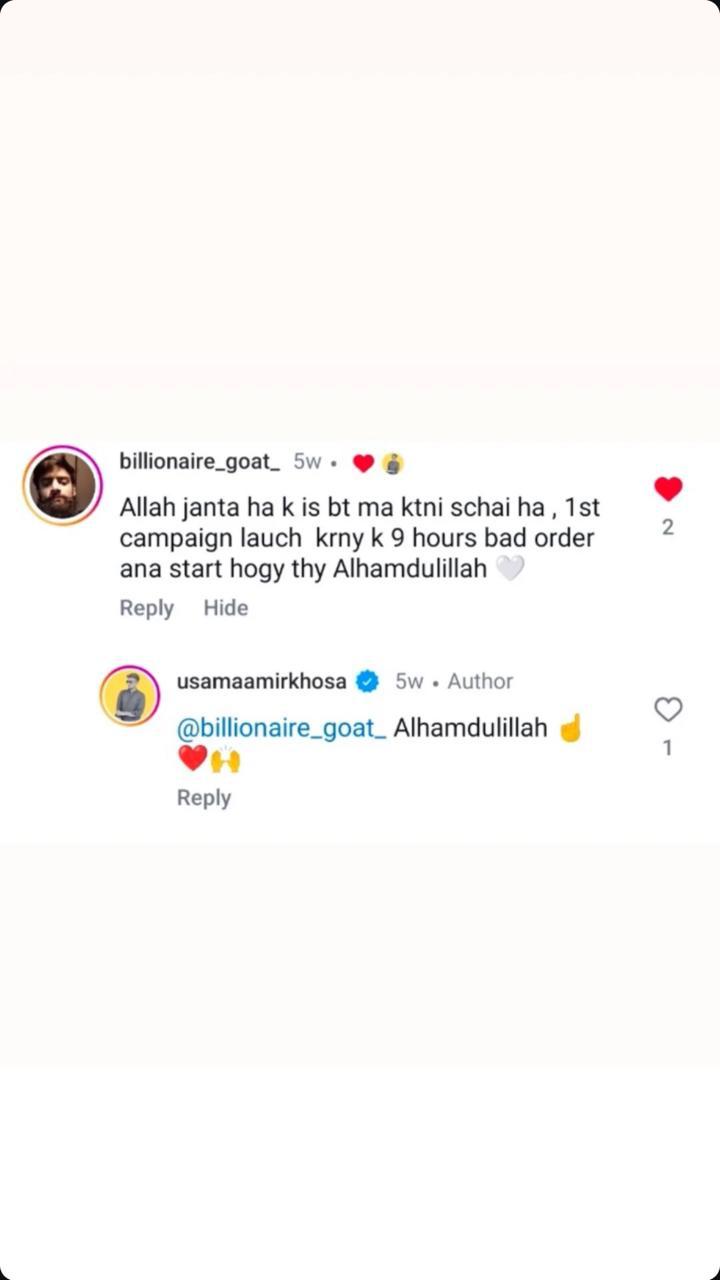 billionaire_goat_ 5w • ❤️
Allah janta ha k is bt ma ktni schai ha , 1st
campaign lauch krny k 9 hours bad order
ana start hogy thy Alhamdulillah 🤍
2
Reply Hide
usamaamirkhosa 5w • Author
@billionaire_goat_ Alhamdulillah ☝️
❤️🙌
1
Reply